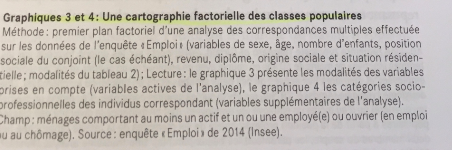 Graphiques 3 et 4 : Une cartographie factorielle des classes populaires
Méthode : premier plan factoriel d'une analyse des correspondances multiples effectuée
sur les données de l'enquête « Emploi » (variables de sexe, âge, nombre d'enfants, position
sociale du conjoint (le cas échéant), revenu, diplôme, origine sociale et situation résiden-
tielle ; modalités du tableau 2) ; Lecture : le graphique 3 présente les modalités des variables
prises en compte (variables actives de l'analyse), le graphique 4 les catégories socio-
professionnelles des individus correspondant (variables supplémentaires de l'analyse).
Champ : ménages comportant au moins un actif et un ou une employé(e) ou ouvrier (en emploi
ou au chômage). Source : enquête « Emploi » de 2014 (Insee).